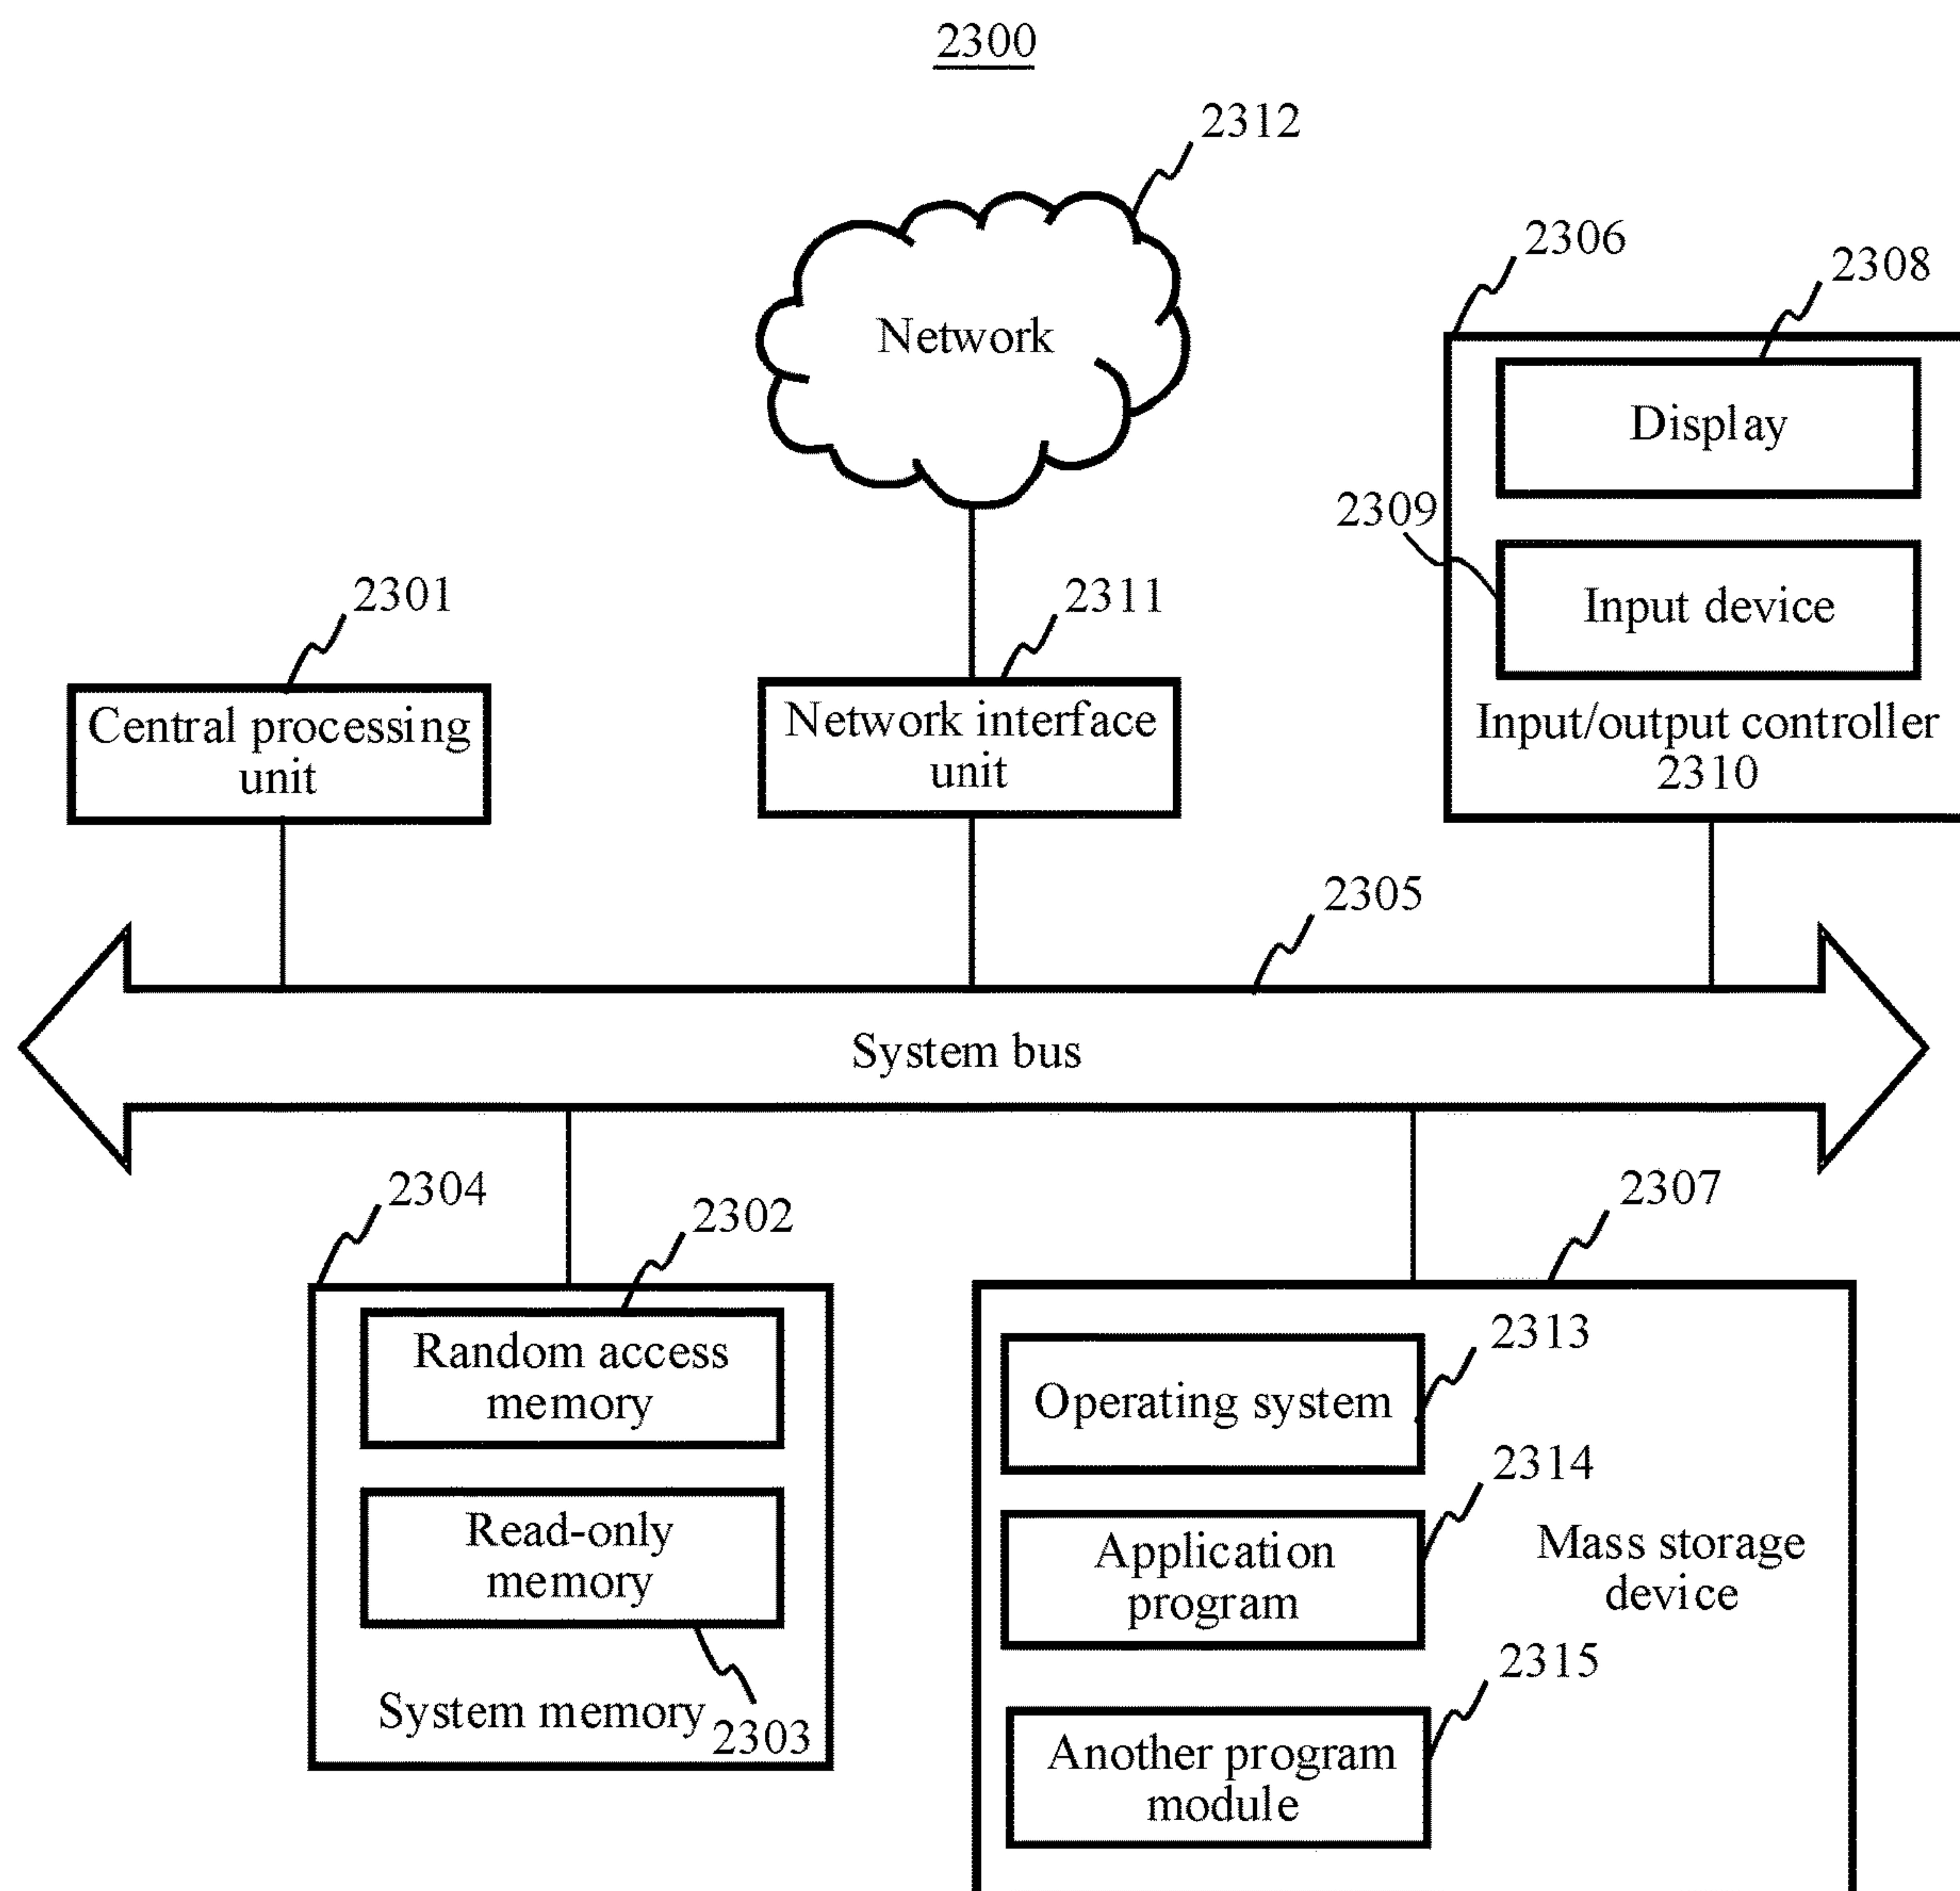 2300
2312
Network
2306
2308
Display
2309
Input device
Input/output controller
2310
2301
Central processing
unit
2311
Network interface
unit
2305
System bus
2304
2302
Random access
memory
Read-only
memory
System memory
2303
2307
2313
Operating system
2314
Application
program
Mass storage
device
2315
Another program
module